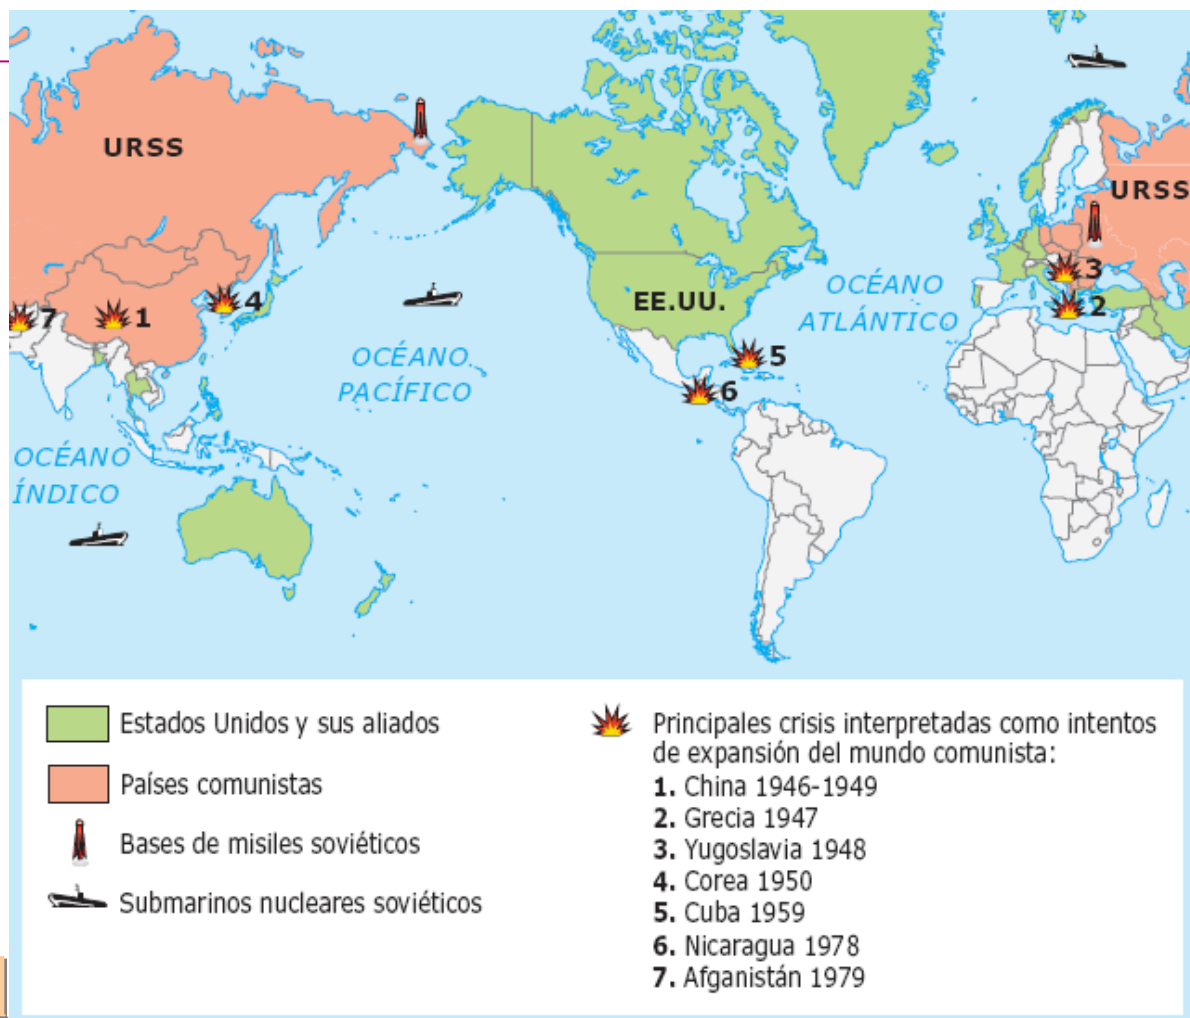 URSS
URSS
3
2
7
1
4
EE.UU.
OCÉANO
ATLÁNTICO
5
6
OCÉANO
PACÍFICO
OCÉANO
ÍNDICO
Estados Unidos y sus aliados
Países comunistas
Bases de misiles soviéticos
Submarinos nucleares soviéticos
Principales crisis interpretadas como intentos
de expansión del mundo comunista:
1. China 1946-1949
2. Grecia 1947
3. Yugoslavia 1948
4. Corea 1950
5. Cuba 1959
6. Nicaragua 1978
7. Afganistán 1979